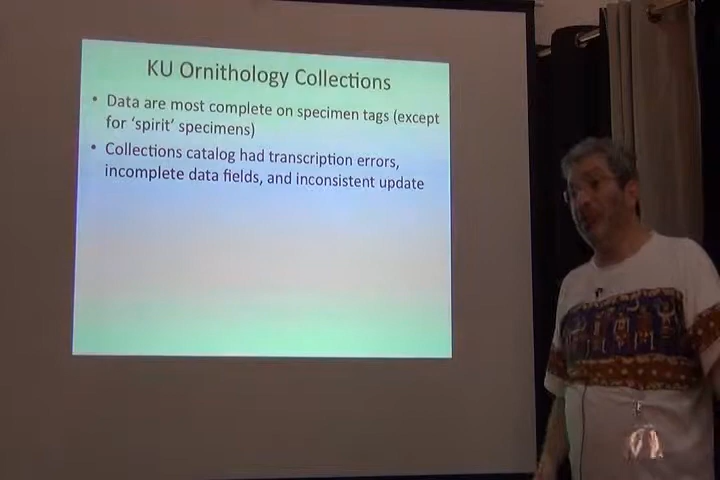 KU Ornithology Collections
• Data are most complete on specimen tags (except
for ‘spirit’ specimens)
• Collections catalog had transcription errors,
incomplete data fields, and inconsistent update